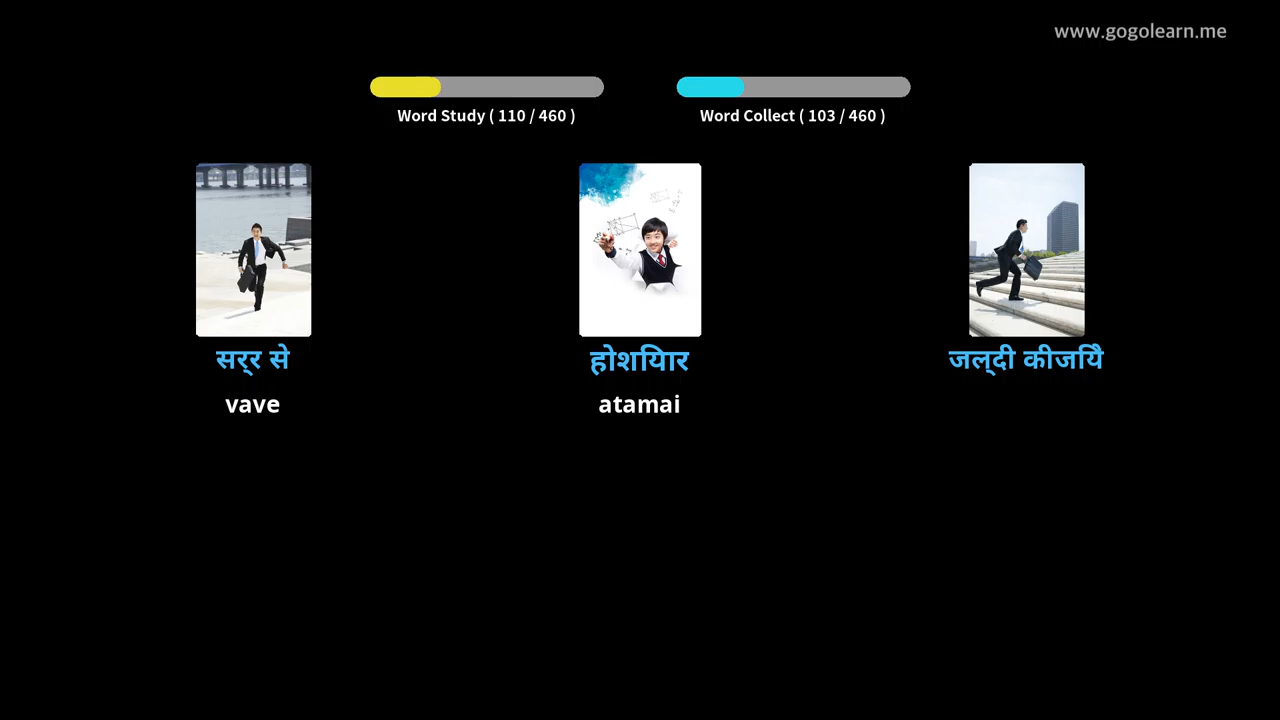 www.gogolearn.me
Word Study ( 110 / 460 )
Word Collect ( 103 / 460 )
सर्र से
होशियार
जल्दी कीजिये
vave
atamai